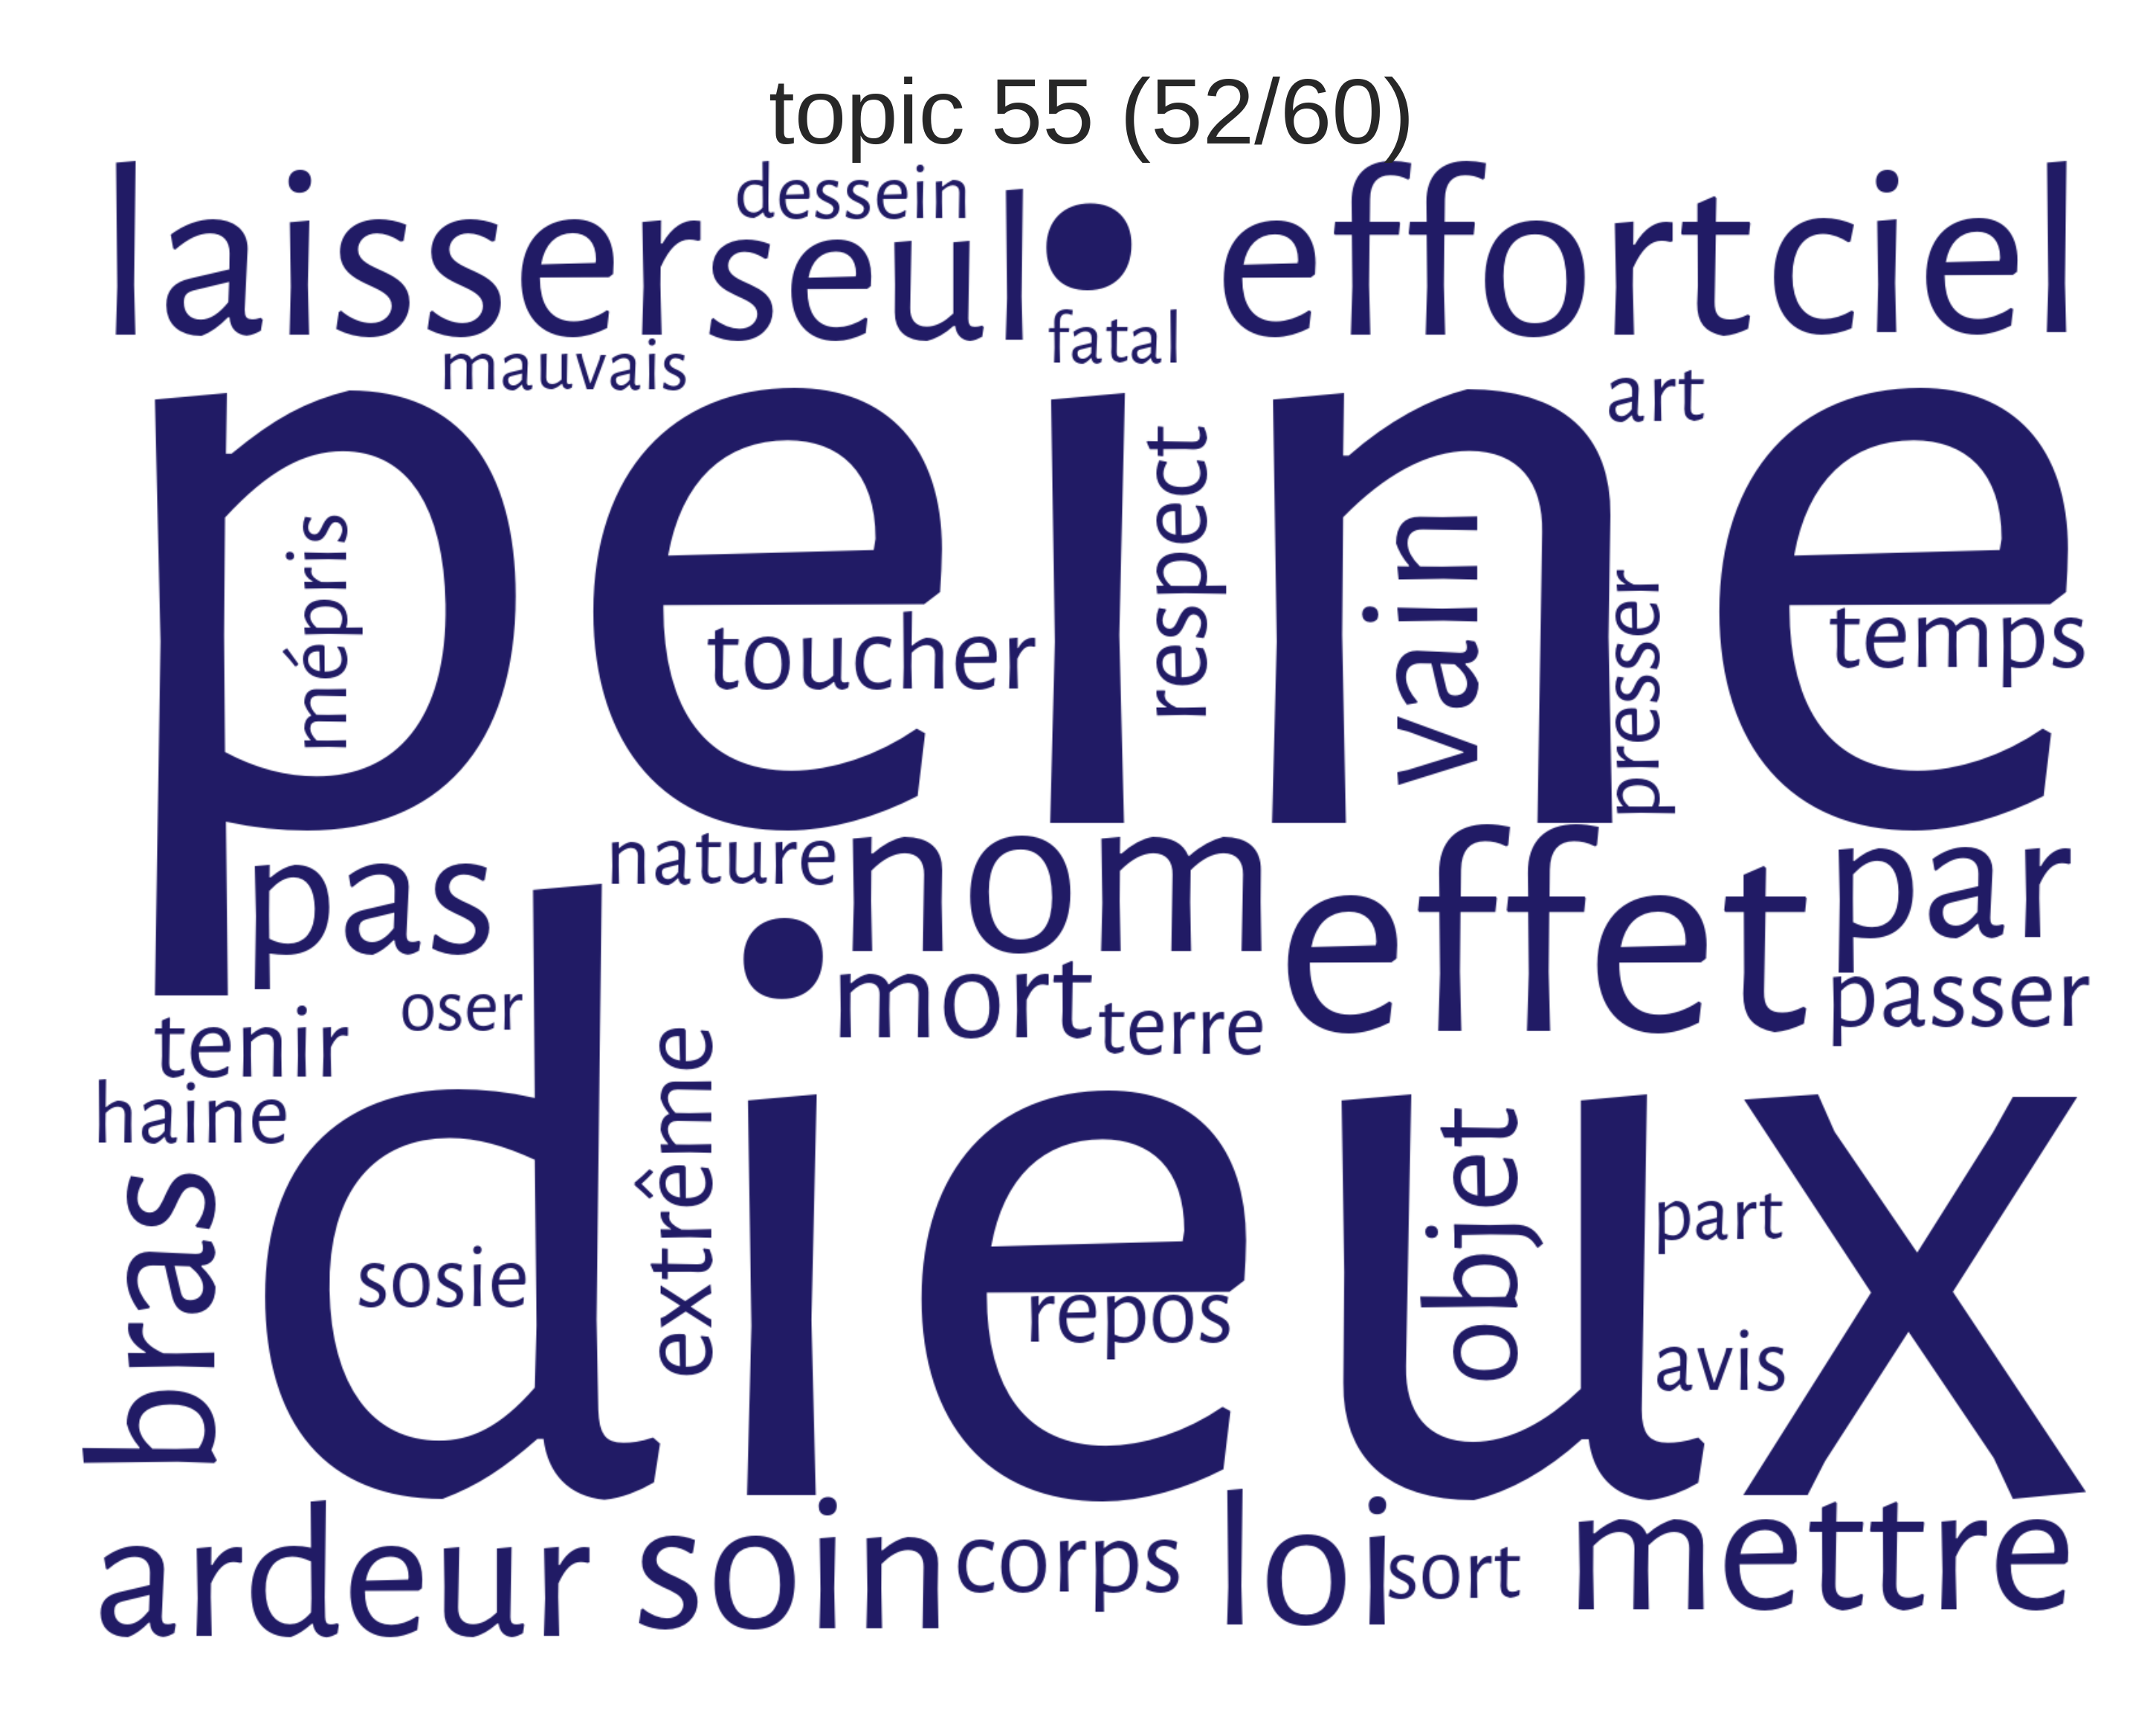 topic 55 (52/60)
dessein
laisser seul effort ciel
mauvais fatal
art
peine
mépris toucher respect vain presser temps
pas nature nom effet par
oser mort terre passer
tenir
haine
dieux
bras sosie extrême repos objet part
avis
ardeur soin corps loi sort mettre